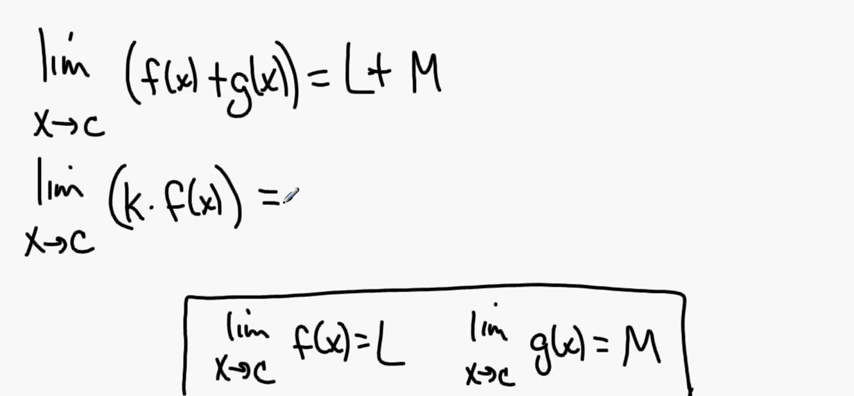 lim (f(x)+g(x)) = L+ M
x→c
lim (k·f(x)) =
x→c
lim f(x)=L lim g(x)= M
x→c x→c